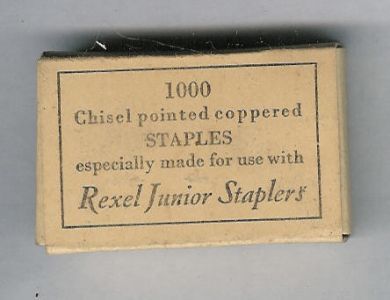 1000
Chisel pointed coppered
STAPLES
especially made for use with
Rexel Junior Staplers